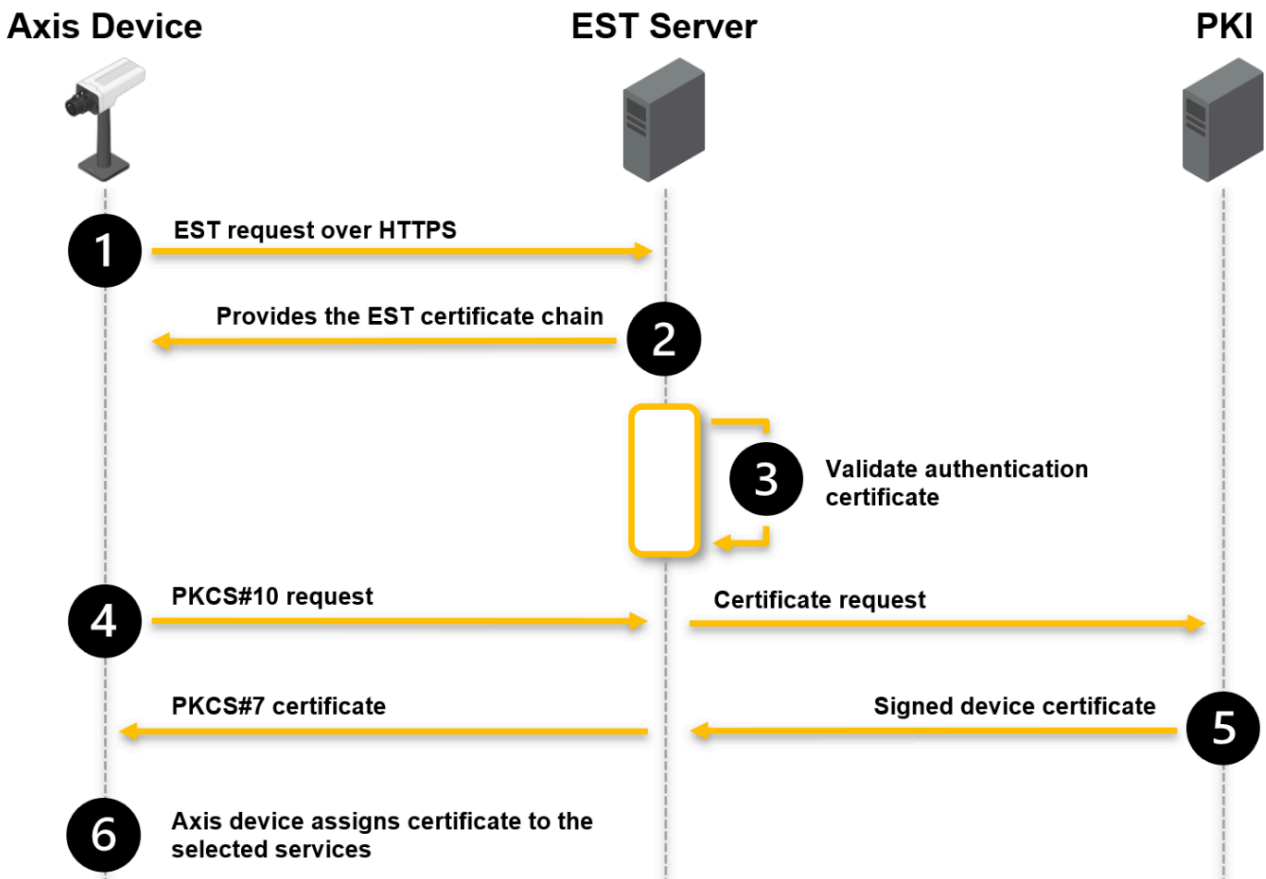 Axis Device
EST Server
PKI
1
EST request over HTTPS
Provides the EST certificate chain
2
3
Validate authentication
certificate
4
PKCS#10 request
Certificate request
PKCS#7 certificate
Signed device certificate
5
6
Axis device assigns certificate to the
selected services